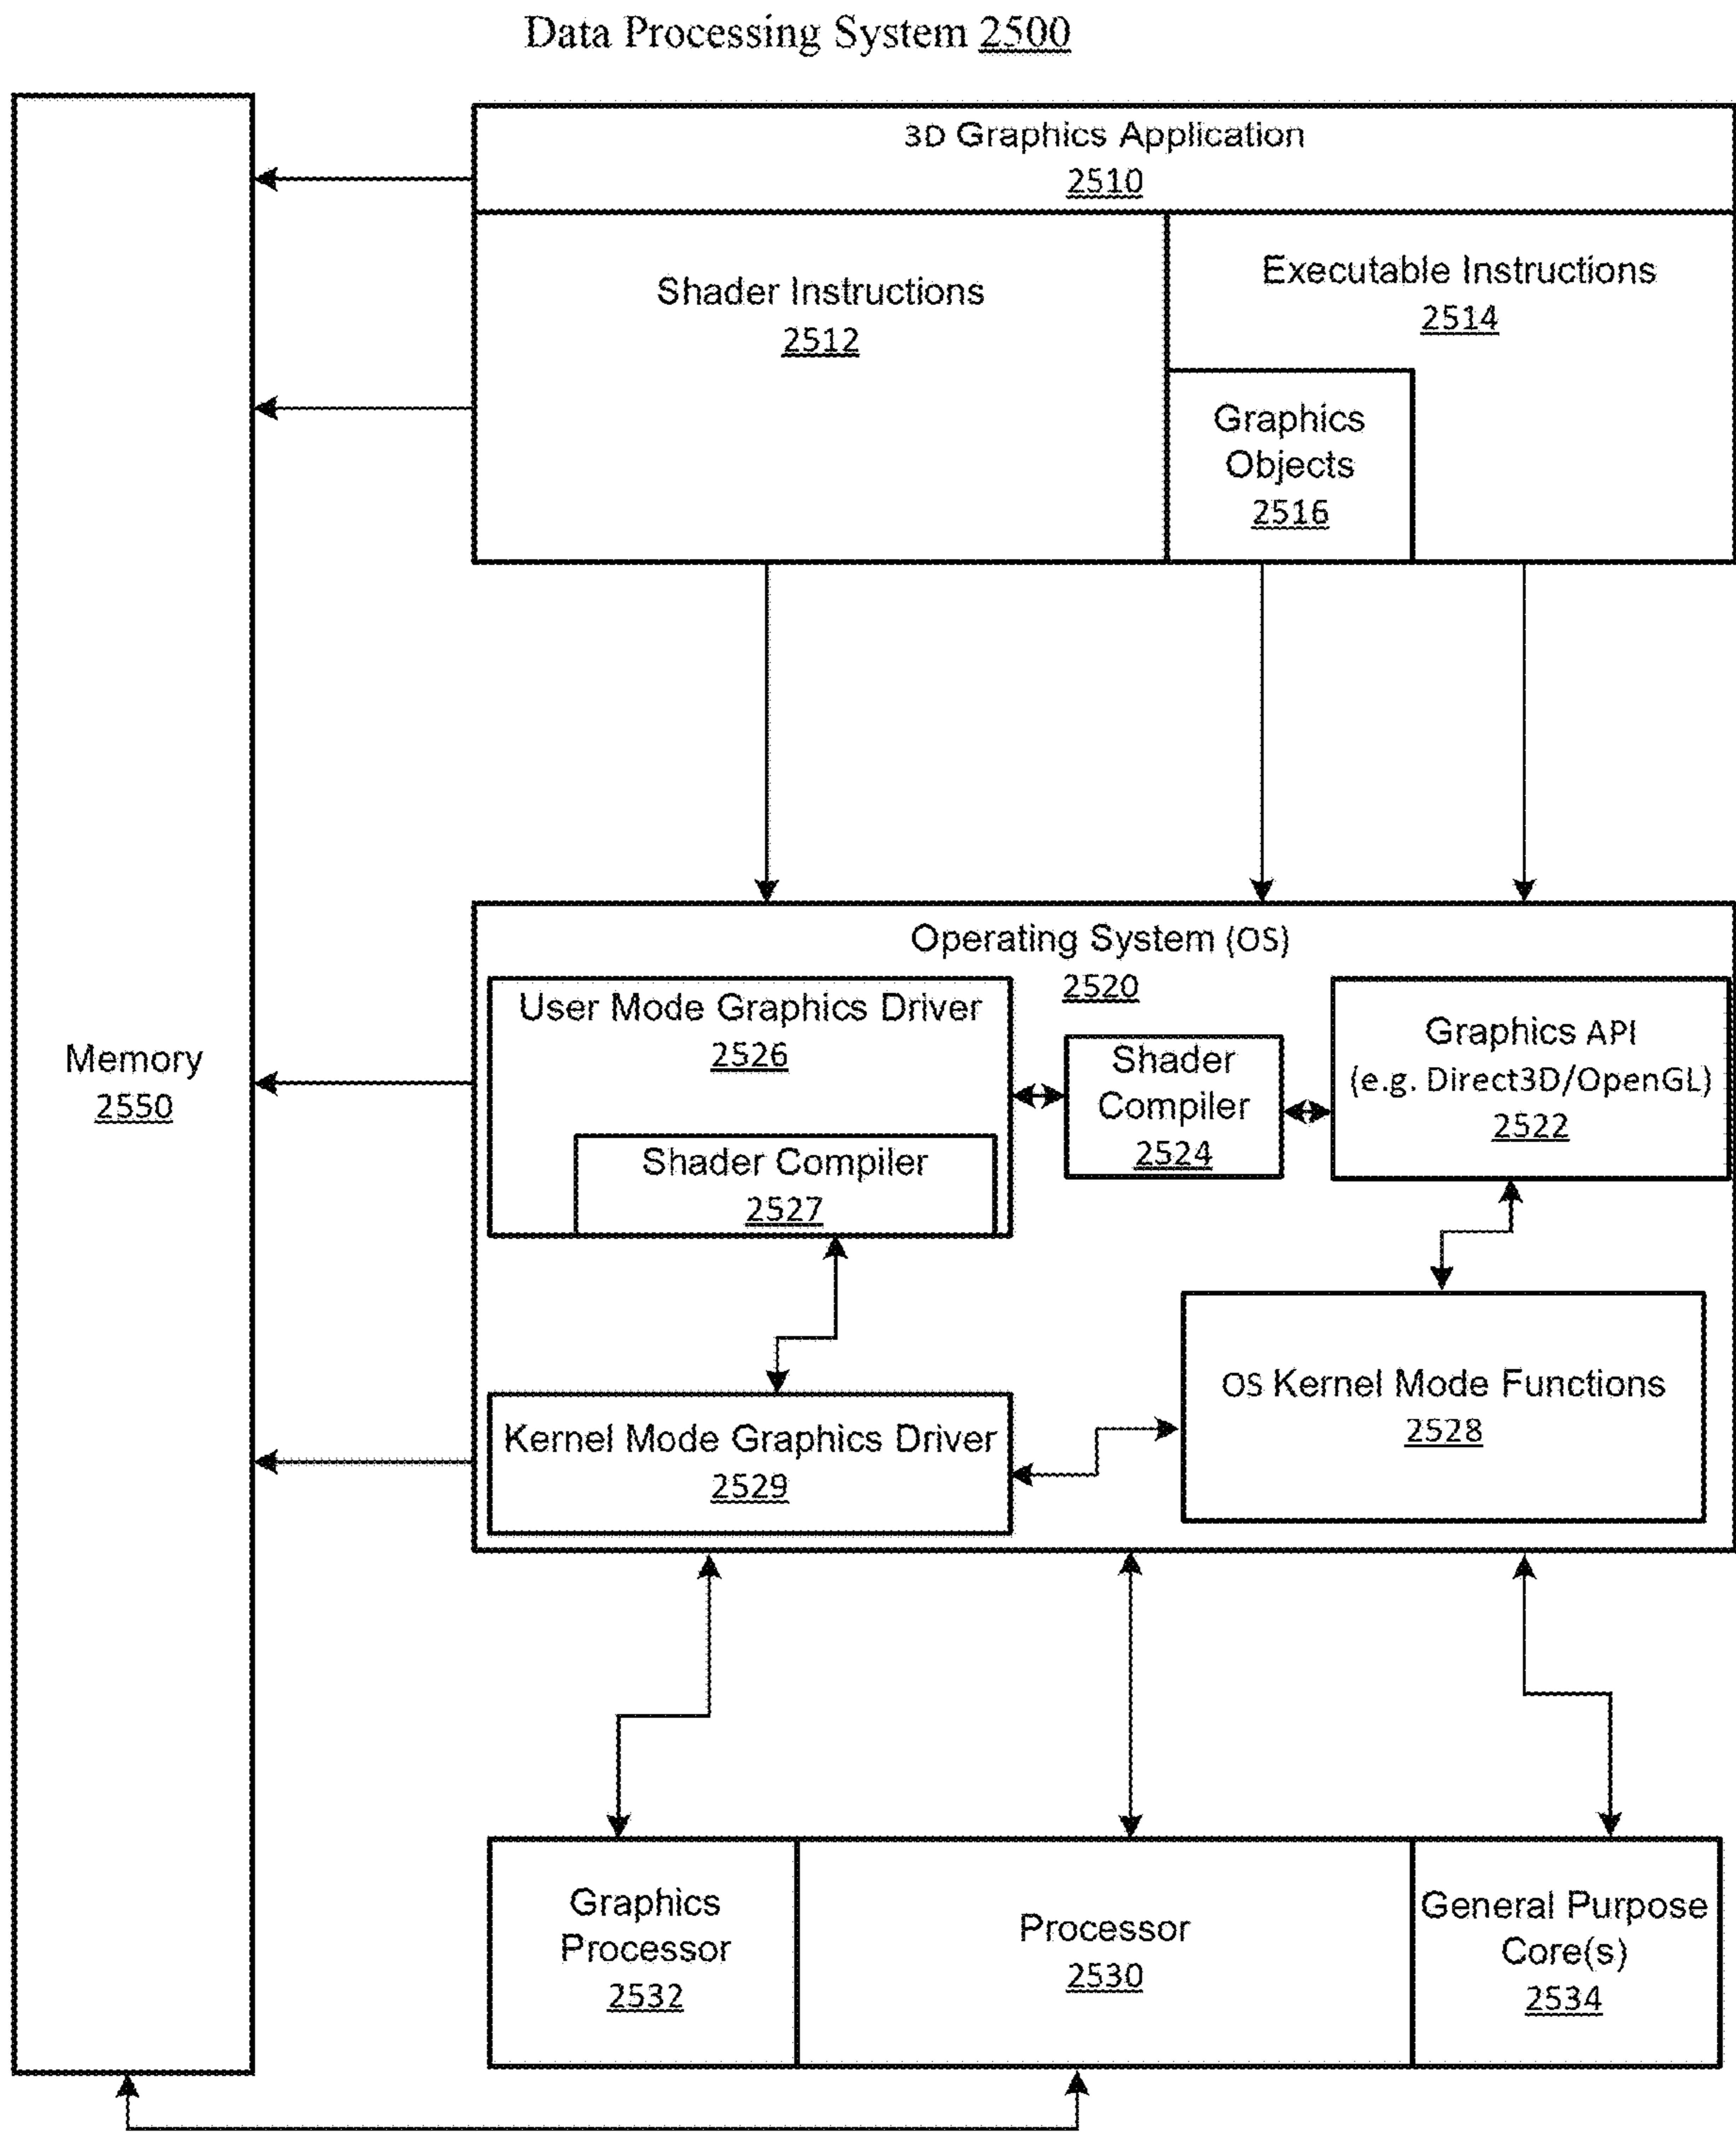 Data Processing System 2500
3D Graphics Application
2510
Shader Instructions
2512
Executable Instructions
2514
Graphics
Objects
2516
Operating System (OS)
2520
User Mode Graphics Driver
2526
Shader Compiler
2527
Shader
Compiler
2524
Graphics API
(e.g. Direct3D/OpenGL)
2522
Memory
2550
OS Kernel Mode Functions
2528
Kernel Mode Graphics Driver
2529
Graphics
Processor
2532
Processor
2530
General Purpose
Core(s)
2534